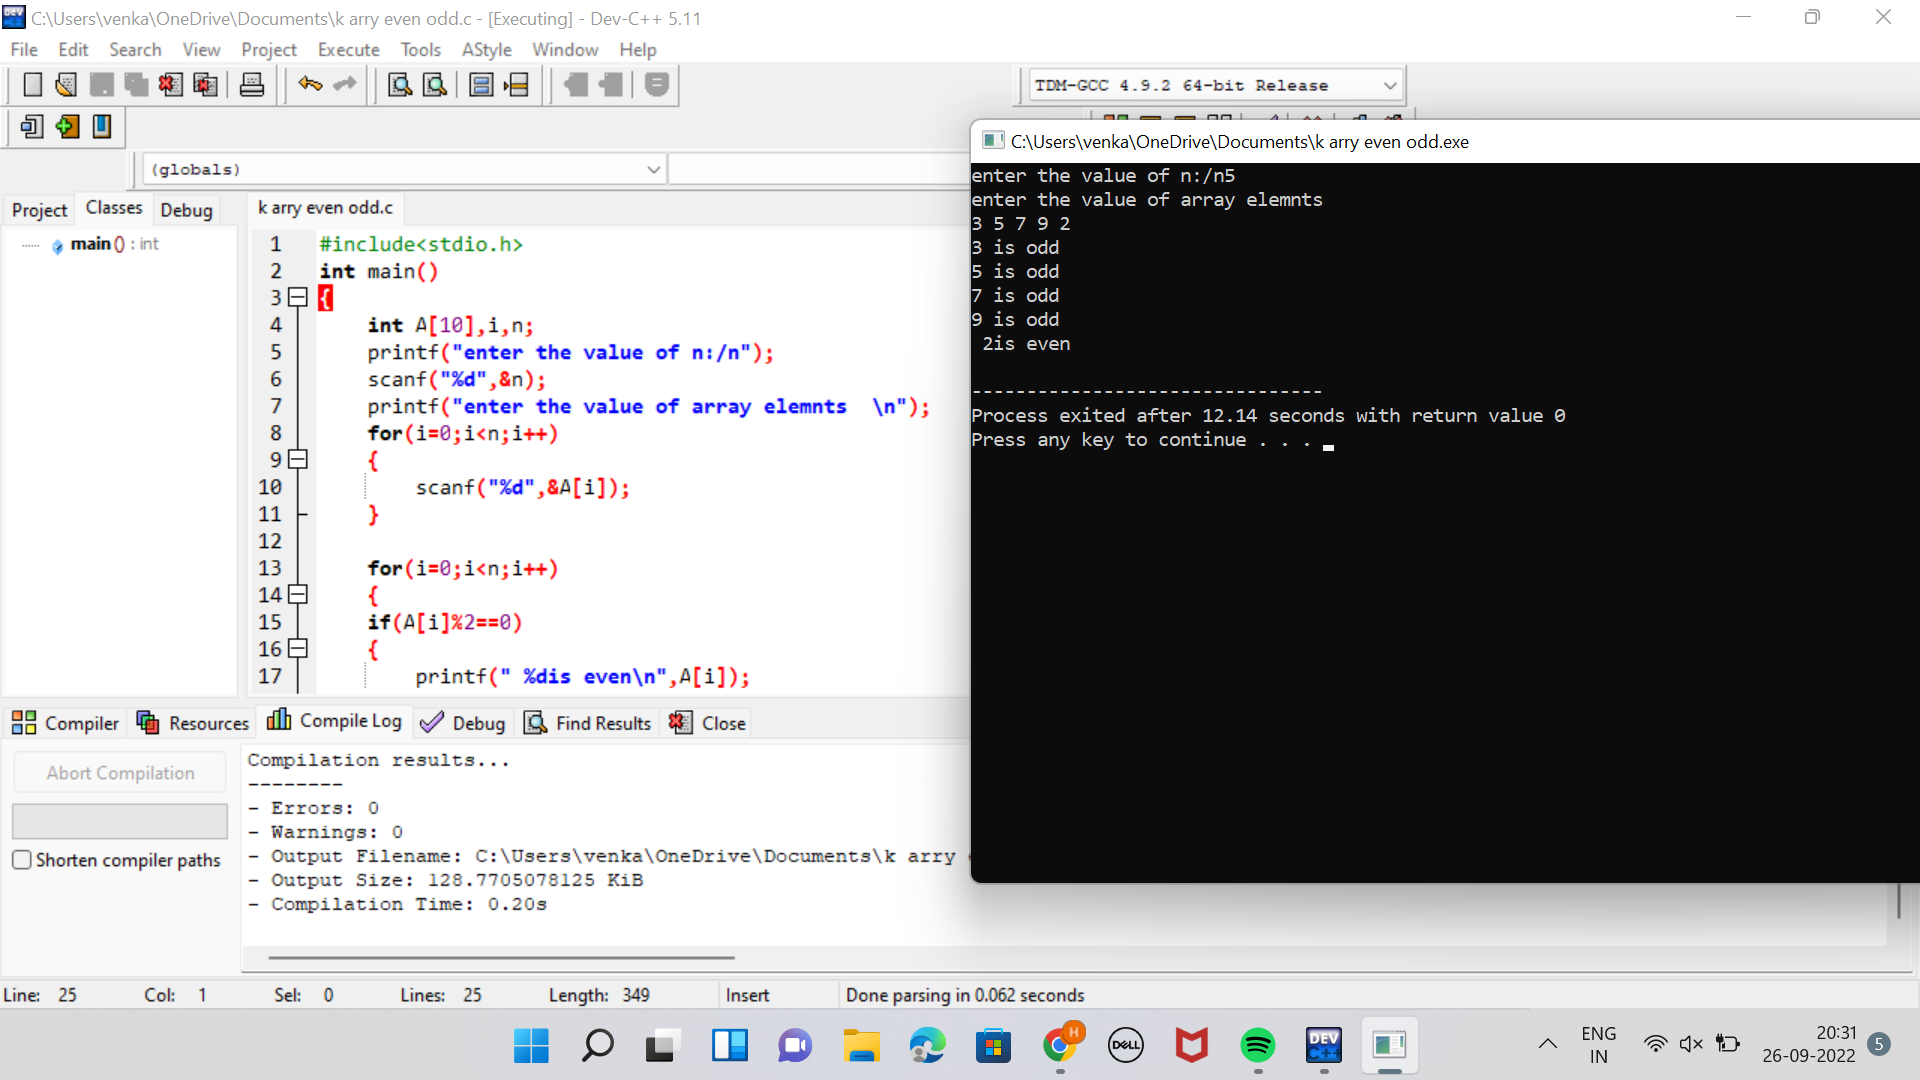 C:\Users\venka\OneDrive\Documents\k arry even odd.c - [Executing] - Dev-C++ 5.11
File Edit Search View Project Execute Tools AStyle Window Help
TDM-GCC 4.9.2 64-bit Release
(globals)
Project Classes Debug
main () : int
k arry even odd.c
1 #include<stdio.h>
2 int main()
3 {
4 int A[10],i,n;
5 printf("enter the value of n:/n");
6 scanf("%d",&n);
7 printf("enter the value of array elemnts  \n");
8 for(i=0;i<n;i++)
9 {
10 scanf("%d",&A[i]);
11 }
12
13 for(i=0;i<n;i++)
14 {
15 if(A[i]%2==0)
16 {
17 printf(" %dis even\n",A[i]);
C:\Users\venka\OneDrive\Documents\k arry even odd.exe
enter the value of n:/n5
enter the value of array elemnts
3 5 7 9 2
3 is odd
5 is odd
7 is odd
9 is odd
2is even
--------------------------------
Process exited after 12.14 seconds with return value 0
Press any key to continue . . .
Compiler Resources Compile Log Debug Find Results Close
Abort Compilation
Shorten compiler paths
Compilation results...
--------
- Errors: 0
- Warnings: 0
- Output Filename: C:\Users\venka\OneDrive\Documents\k arry
- Output Size: 128.7705078125 KiB
- Compilation Time: 0.20s
Line: 25 Col: 1 Sel: 0 Lines: 25 Length: 349 Insert Done parsing in 0.062 seconds
H
DELL
DEV
C++
ENG
IN
20:31
26-09-2022
5